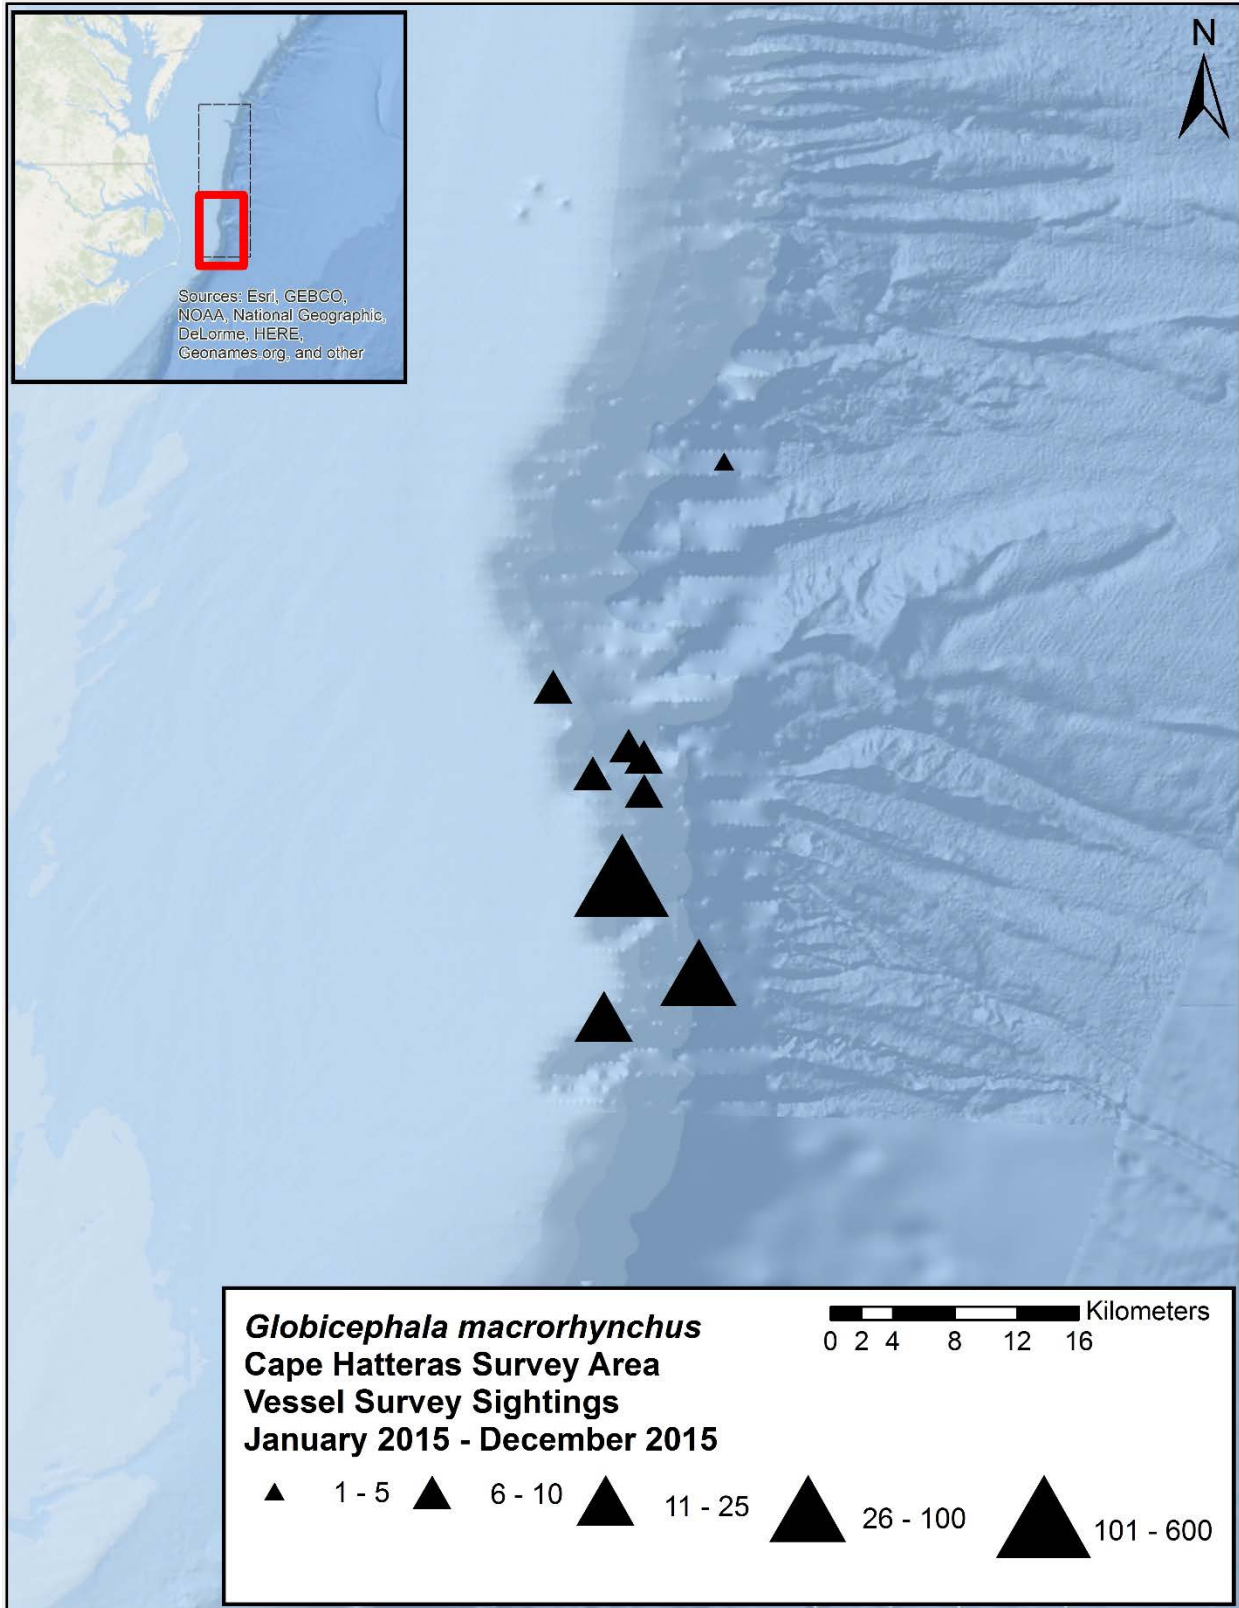 N
Sources: Esri, GEBCO,
NOAA, National Geographic,
DeLorme, HERE,
Geonames.org, and other
Globicephala macrorhynchus
Cape Hatteras Survey Area
Vessel Survey Sightings
January 2015 - December 2015
Kilometers
0 2 4 8 12 16
1 - 5 6 - 10 11 - 25 26 - 100 101 - 600